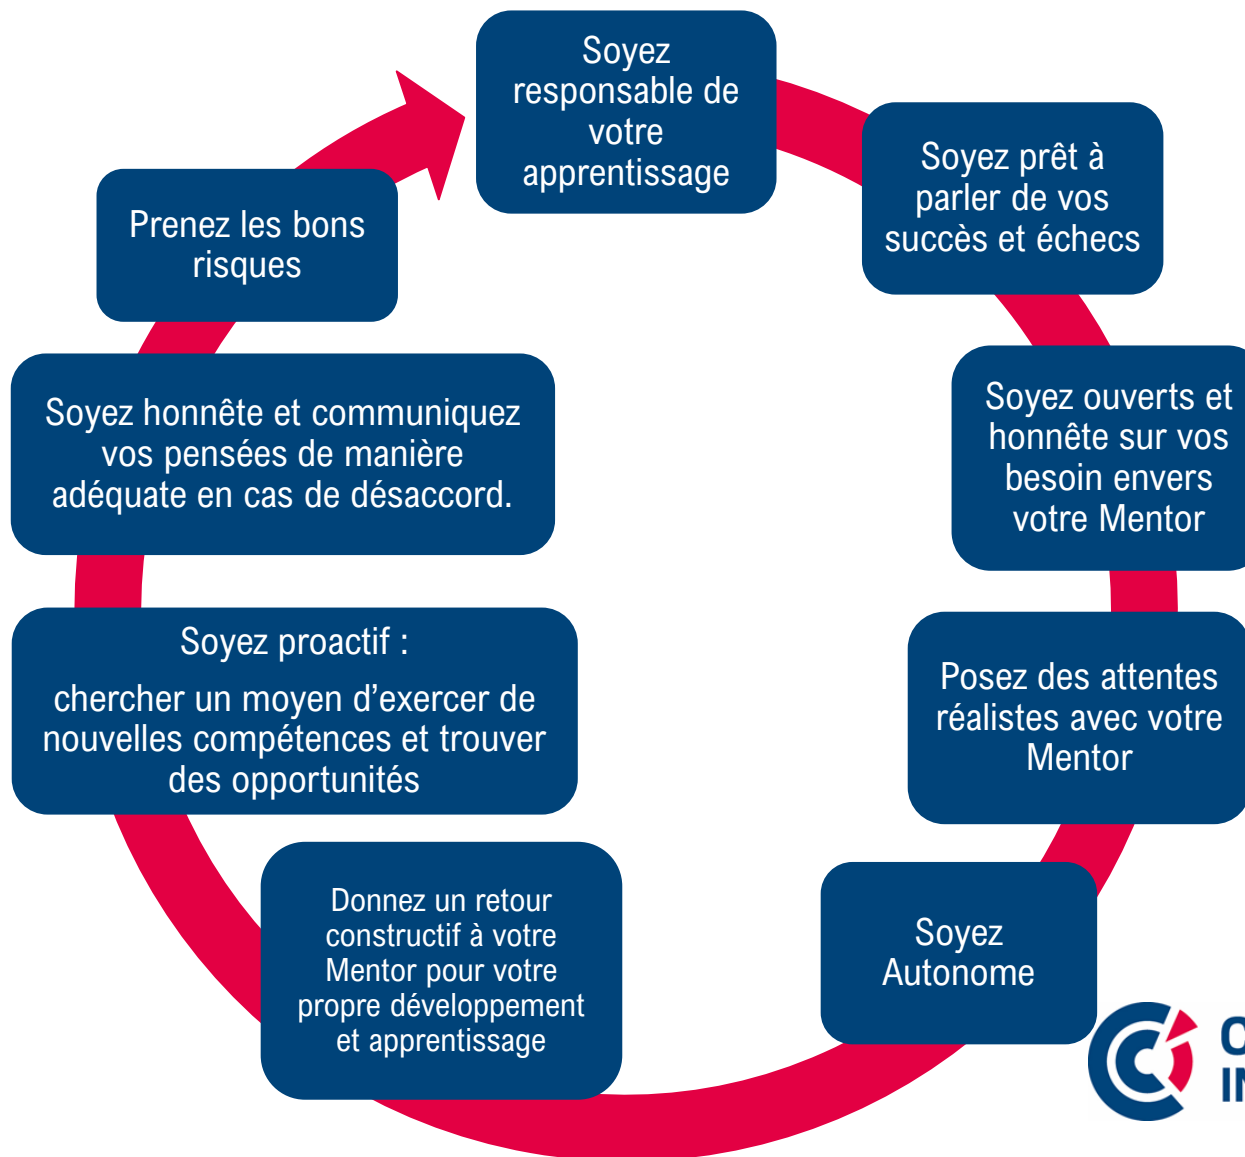 Soyez
responsable de
votre
apprentissage
Soyez prêt à
parler de vos
succès et échecs
Soyez ouverts et
honnête sur vos
besoin envers
votre Mentor
Posez des attentes
réalistes avec votre
Mentor
Soyez
Autonome
Donnez un retour
constructif à votre
Mentor pour votre
propre développement
et apprentissage
Soyez proactif :
chercher un moyen d’exercer de
nouvelles compétences et trouver
des opportunités
Soyez honnête et communiquez
vos pensées de manière
adéquate en cas de désaccord.
Prenez les bons
risques